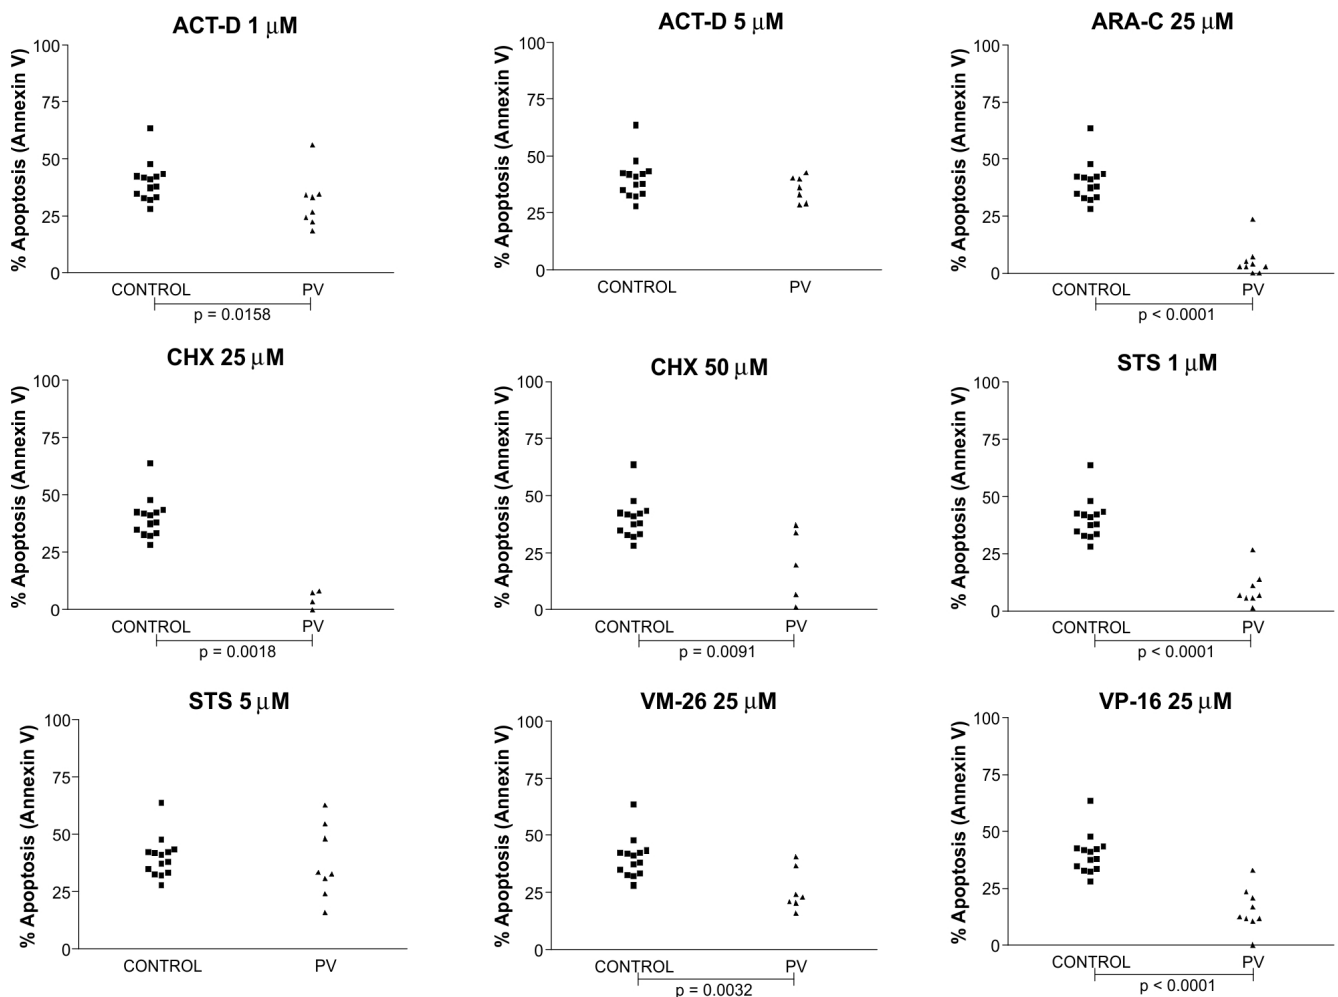 ACT-D 1 µM
% Apoptosis (Annexin V)
100
75
50
25
0
CONTROL PV
p = 0.0158
ACT-D 5 µM
% Apoptosis (Annexin V)
100
75
50
25
0
CONTROL PV
ARA-C 25 µM
% Apoptosis (Annexin V)
100
75
50
25
0
CONTROL PV
p < 0.0001
CHX 25 µM
% Apoptosis (Annexin V)
100
75
50
25
0
CONTROL PV
p = 0.0018
CHX 50 µM
% Apoptosis (Annexin V)
100
75
50
25
0
CONTROL PV
p = 0.0091
STS 1 µM
% Apoptosis (Annexin V)
100
75
50
25
0
CONTROL PV
p < 0.0001
STS 5 µM
% Apoptosis (Annexin V)
100
75
50
25
0
CONTROL PV
VM-26 25 µM
% Apoptosis (Annexin V)
100
75
50
25
0
CONTROL PV
p = 0.0032
VP-16 25 µM
% Apoptosis (Annexin V)
100
75
50
25
0
CONTROL PV
p < 0.0001